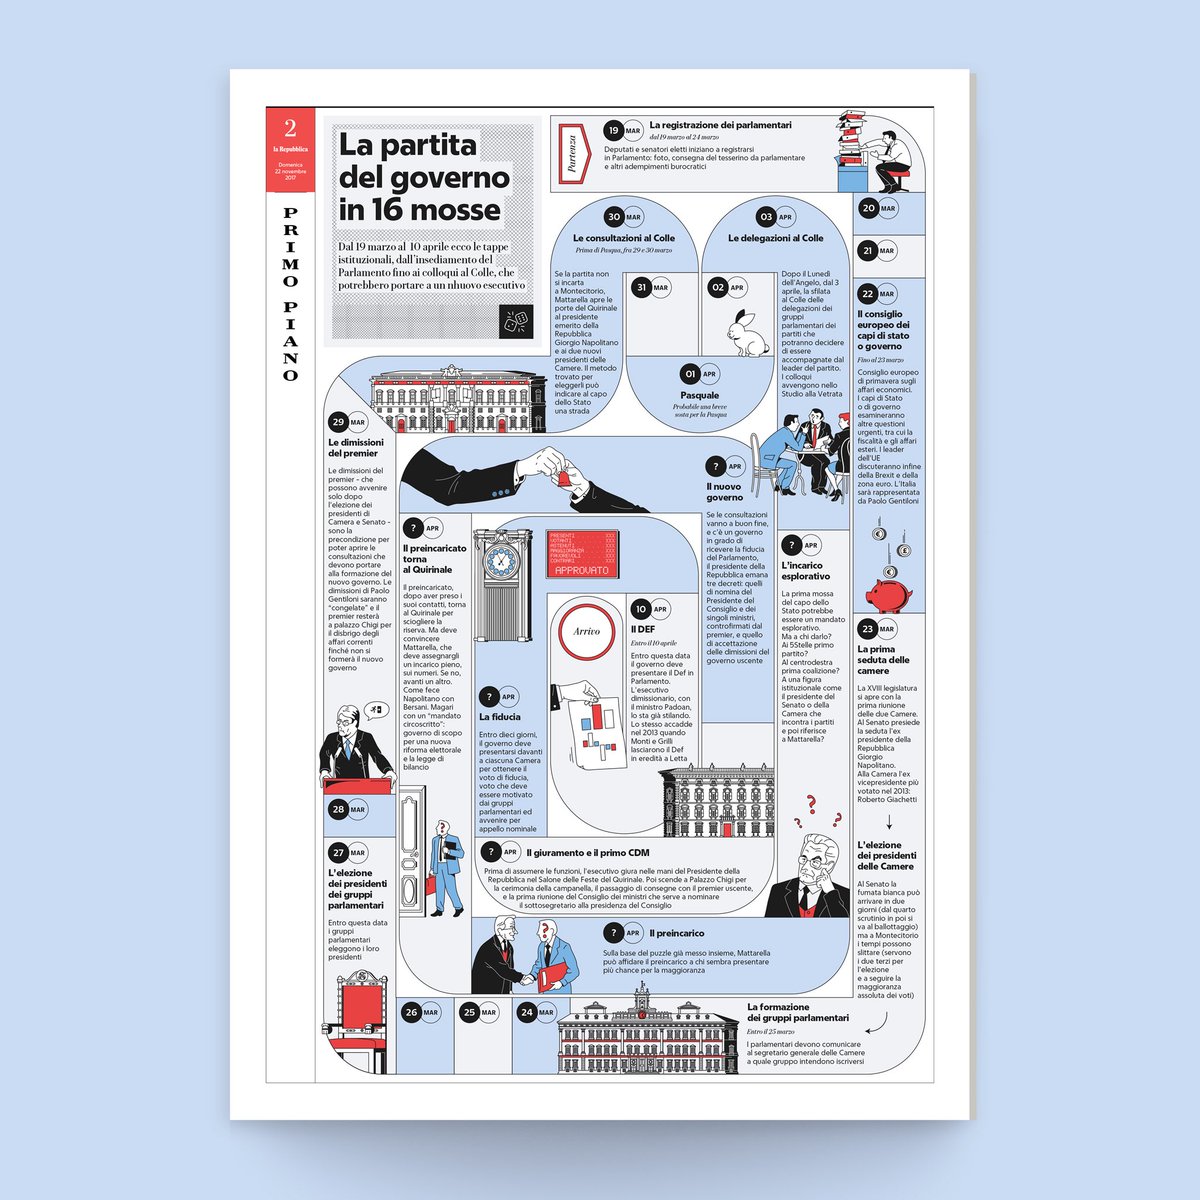 2
la Repubblica
Domenica
22 novembre
2017
PRIMO PIANO
La partita
del governo
in 16 mosse
Dal 19 marzo al 10 aprile ecco le tappe
istituzionali, dall'insediamento del
Parlamento fino ai colloqui al Colle, che
potrebbero portare a un nhuovo esecutivo
Partenza
19 MAR
La registrazione dei parlamentari
dal 19 marzo al 24 marzo
Deputati e senatori eletti iniziano a registrarsi
in Parlamento: foto, consegna del tesserino da parlamentare
e altri adempimenti burocratici
20 MAR
21 MAR
22 MAR
Il consiglio
europeo dei
capi di stato
o governo
Fino al 23 marzo
Consiglio europeo
di primavera sugli
affari economici.
I capi di Stato
o di governo
esamineranno
altre questioni
urgenti, tra cui la
fiscalità e gli affari
esteri. I leader
dell'UE
discuteranno infine
della Brexit e della
zona euro. L'Italia
sarà rappresentata
da Paolo Gentiloni
23 MAR
La prima
seduta delle
camere
La XVIII legislatura
si apre con la
prima riunione
delle due Camere.
Al Senato presiede
la seduta l'ex
presidente della
Repubblica
Giorgio
Napolitano.
Alla Camera l'ex
vicepresidente più
votato nel 2013:
Roberto Giachetti
L'elezione
dei presidenti
delle Camere
Al Senato la
fumata bianca può
arrivare in due
giorni (dal quarto
scrutinio in poi si
va al ballottaggio)
ma a Montecitorio
i tempi possono
slittare (servono
i due terzi per
l'elezione
e a seguire la
maggioranza
assoluta dei voti)
La formazione
dei gruppi parlamentari
Entro il 25 marzo
I parlamentari devono comunicare
al segretario generale delle Camere
a quale gruppo intendono iscriversi
24 MAR
25 MAR
26 MAR
27 MAR
L'elezione
dei presidenti
dei gruppi
parlamentari
Entro questa data
i gruppi
parlamentari
eleggono i loro
presidenti
28 MAR
29 MAR
Le dimissioni
del premier
Le dimissioni del
premier - che
possono avvenire
solo dopo
l'elezione dei
presidenti di
Camera e Senato -
sono la
precondizione per
poter aprire le
consultazioni che
devono portare
alla formazione del
nuovo governo. Le
dimissioni di Paolo
Gentiloni saranno
"congelate" e il
premier resterà
a palazzo Chigi per
il disbrigo degli
affari correnti
finché non si
formerà il nuovo
governo
30 MAR
Le consultazioni al Colle
Prima di Pasqua, fra 29 e 30 marzo
Se la partita non
si incarta
a Montecitorio,
Mattarella apre le
porte del Quirinale
al presidente
emerito della
Repubblica
Giorgio Napolitano
e ai due nuovi
presidenti delle
Camere. Il metodo
trovato per
eleggerli può
indicare al capo
dello Stato
una strada
31 MAR
01 APR
Pasquale
Probabile una breve
sosta per la Pasqua
02 APR
03 APR
Le delegazioni al Colle
Dopo il Lunedì
dell'Angelo, dal 3
aprile, la sfilata
al Colle delle
delegazioni dei
gruppi
parlamentari dei
partiti che
potranno decidere
di essere
accompagnate dal
leader del partito.
I colloqui
avvengono nello
Studio alla Vetrata
? APR
L'incarico
esplorativo
La prima mossa
del capo dello
Stato potrebbe
essere un mandato
esplorativo.
Ma a chi darlo?
Ai 5Stelle primo
partito?
Al centrodestra
prima coalizione?
A una figura
istituzionale come
il presidente del
Senato o della
Camera che
incontra i partiti
e poi riferisce
a Mattarella?
? APR
Il preincarico
Sulla base del puzzle già messo insieme, Mattarella
può affidare il preincarico a chi sembra presentare
più chance per la maggioranza
? APR
Il preincaricato
torna
al Quirinale
Il preincaricato,
dopo aver preso i
suoi contatti, torna
al Quirinale per
sciogliere la
riserva. Ma deve
convincere
Mattarella, che
deve assegnargli
un incarico pieno,
sui numeri. Se no,
avanti un altro.
Come fece
Napolitano con
Bersani. Magari
con un "mandato
circoscritto":
governo di scopo
per una nuova
riforma elettorale
e la legge di
bilancio
? APR
Il nuovo
governo
Se le consultazioni
vanno a buon fine,
e c'è un governo
in grado di
ricevere la fiducia
del Parlamento,
il presidente della
Repubblica emana
tre decreti: quelli
di nomina del
Presidente del
Consiglio e dei
singoli ministri,
controfirmati dal
premier, e quello
di accettazione
delle dimissioni del
governo uscente
? APR
Il giuramento e il primo CDM
Prima di assumere le funzioni, l'esecutivo giura nelle mani del Presidente della
Repubblica nel Salone delle Feste del Quirinale. Poi scende a Palazzo Chigi per
la cerimonia della campanella, il passaggio di consegne con il premier uscente,
e la prima riunione del Consiglio dei ministri che serve a nominare
il sottosegretario alla presidenza del Consiglio
? APR
La fiducia
Entro dieci giorni,
il governo deve
presentarsi davanti
a ciascuna Camera
per ottenere il
voto di fiducia,
voto che deve
essere motivato
dai gruppi
parlamentari ed
avvenire per
appello nominale
PRESENTI XXX
VOTANTI XXX
ASTENUTI XXX
MAGGIORANZA XXX
FAVOREVOLI XXX
CONTRARI XXX
APPROVATO
10 APR
Il DEF
Entro il 10 aprile
Entro questa data
il governo deve
presentare il Def in
Parlamento.
L'esecutivo
dimissionario, con
il ministro Padoan,
lo sta già stilando.
Lo stesso accadde
nel 2013 quando
Monti e Grilli
lasciarono il Def
in eredità a Letta
Arrivo